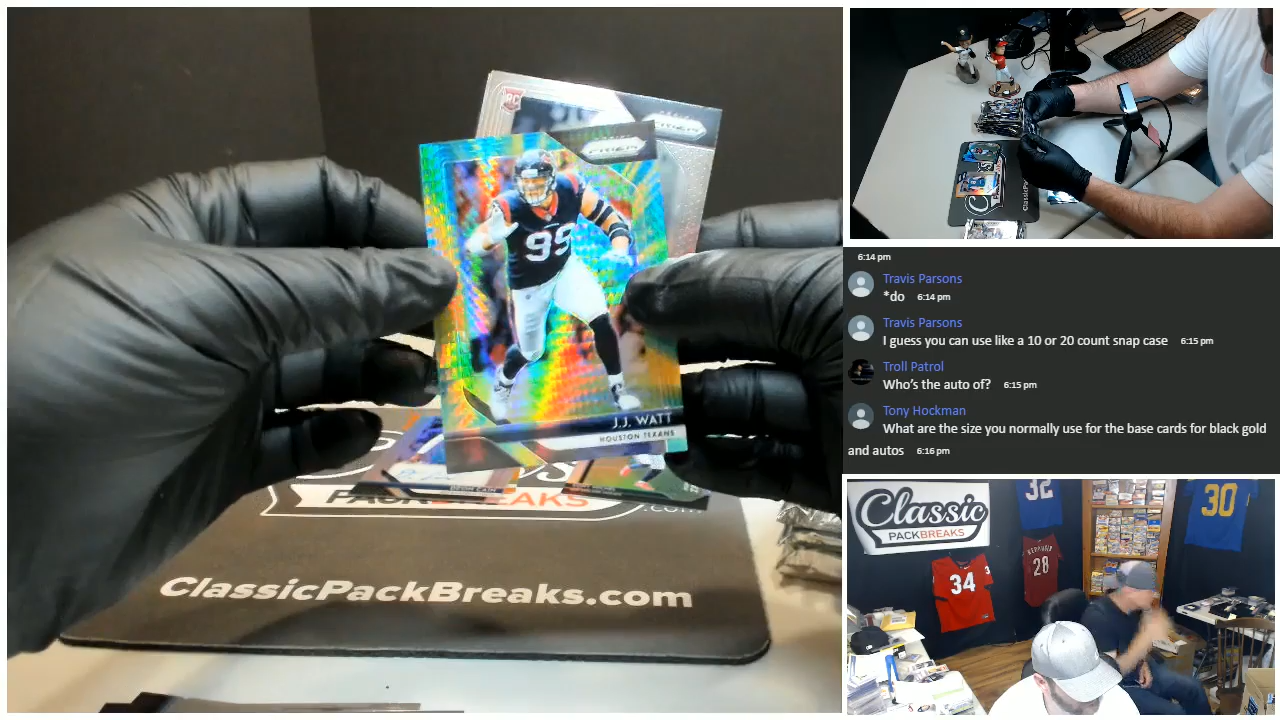 RC
PRIZM
PRIZM
99
J.J. WATT
HOUSTON TEXANS
DEON CAIN
PACKBREAKS
.COM
ClassicPackBreaks.com
6:14 pm
Travis Parsons
*do 6:14 pm
Travis Parsons
I guess you can use like a 10 or 20 count snap case 6:15 pm
Troll Patrol
Who's the auto of? 6:15 pm
Tony Hockman
What are the size you normally use for the base cards for black gold
and autos 6:16 pm
Classic
PACKBREAKS
32
30
34
28